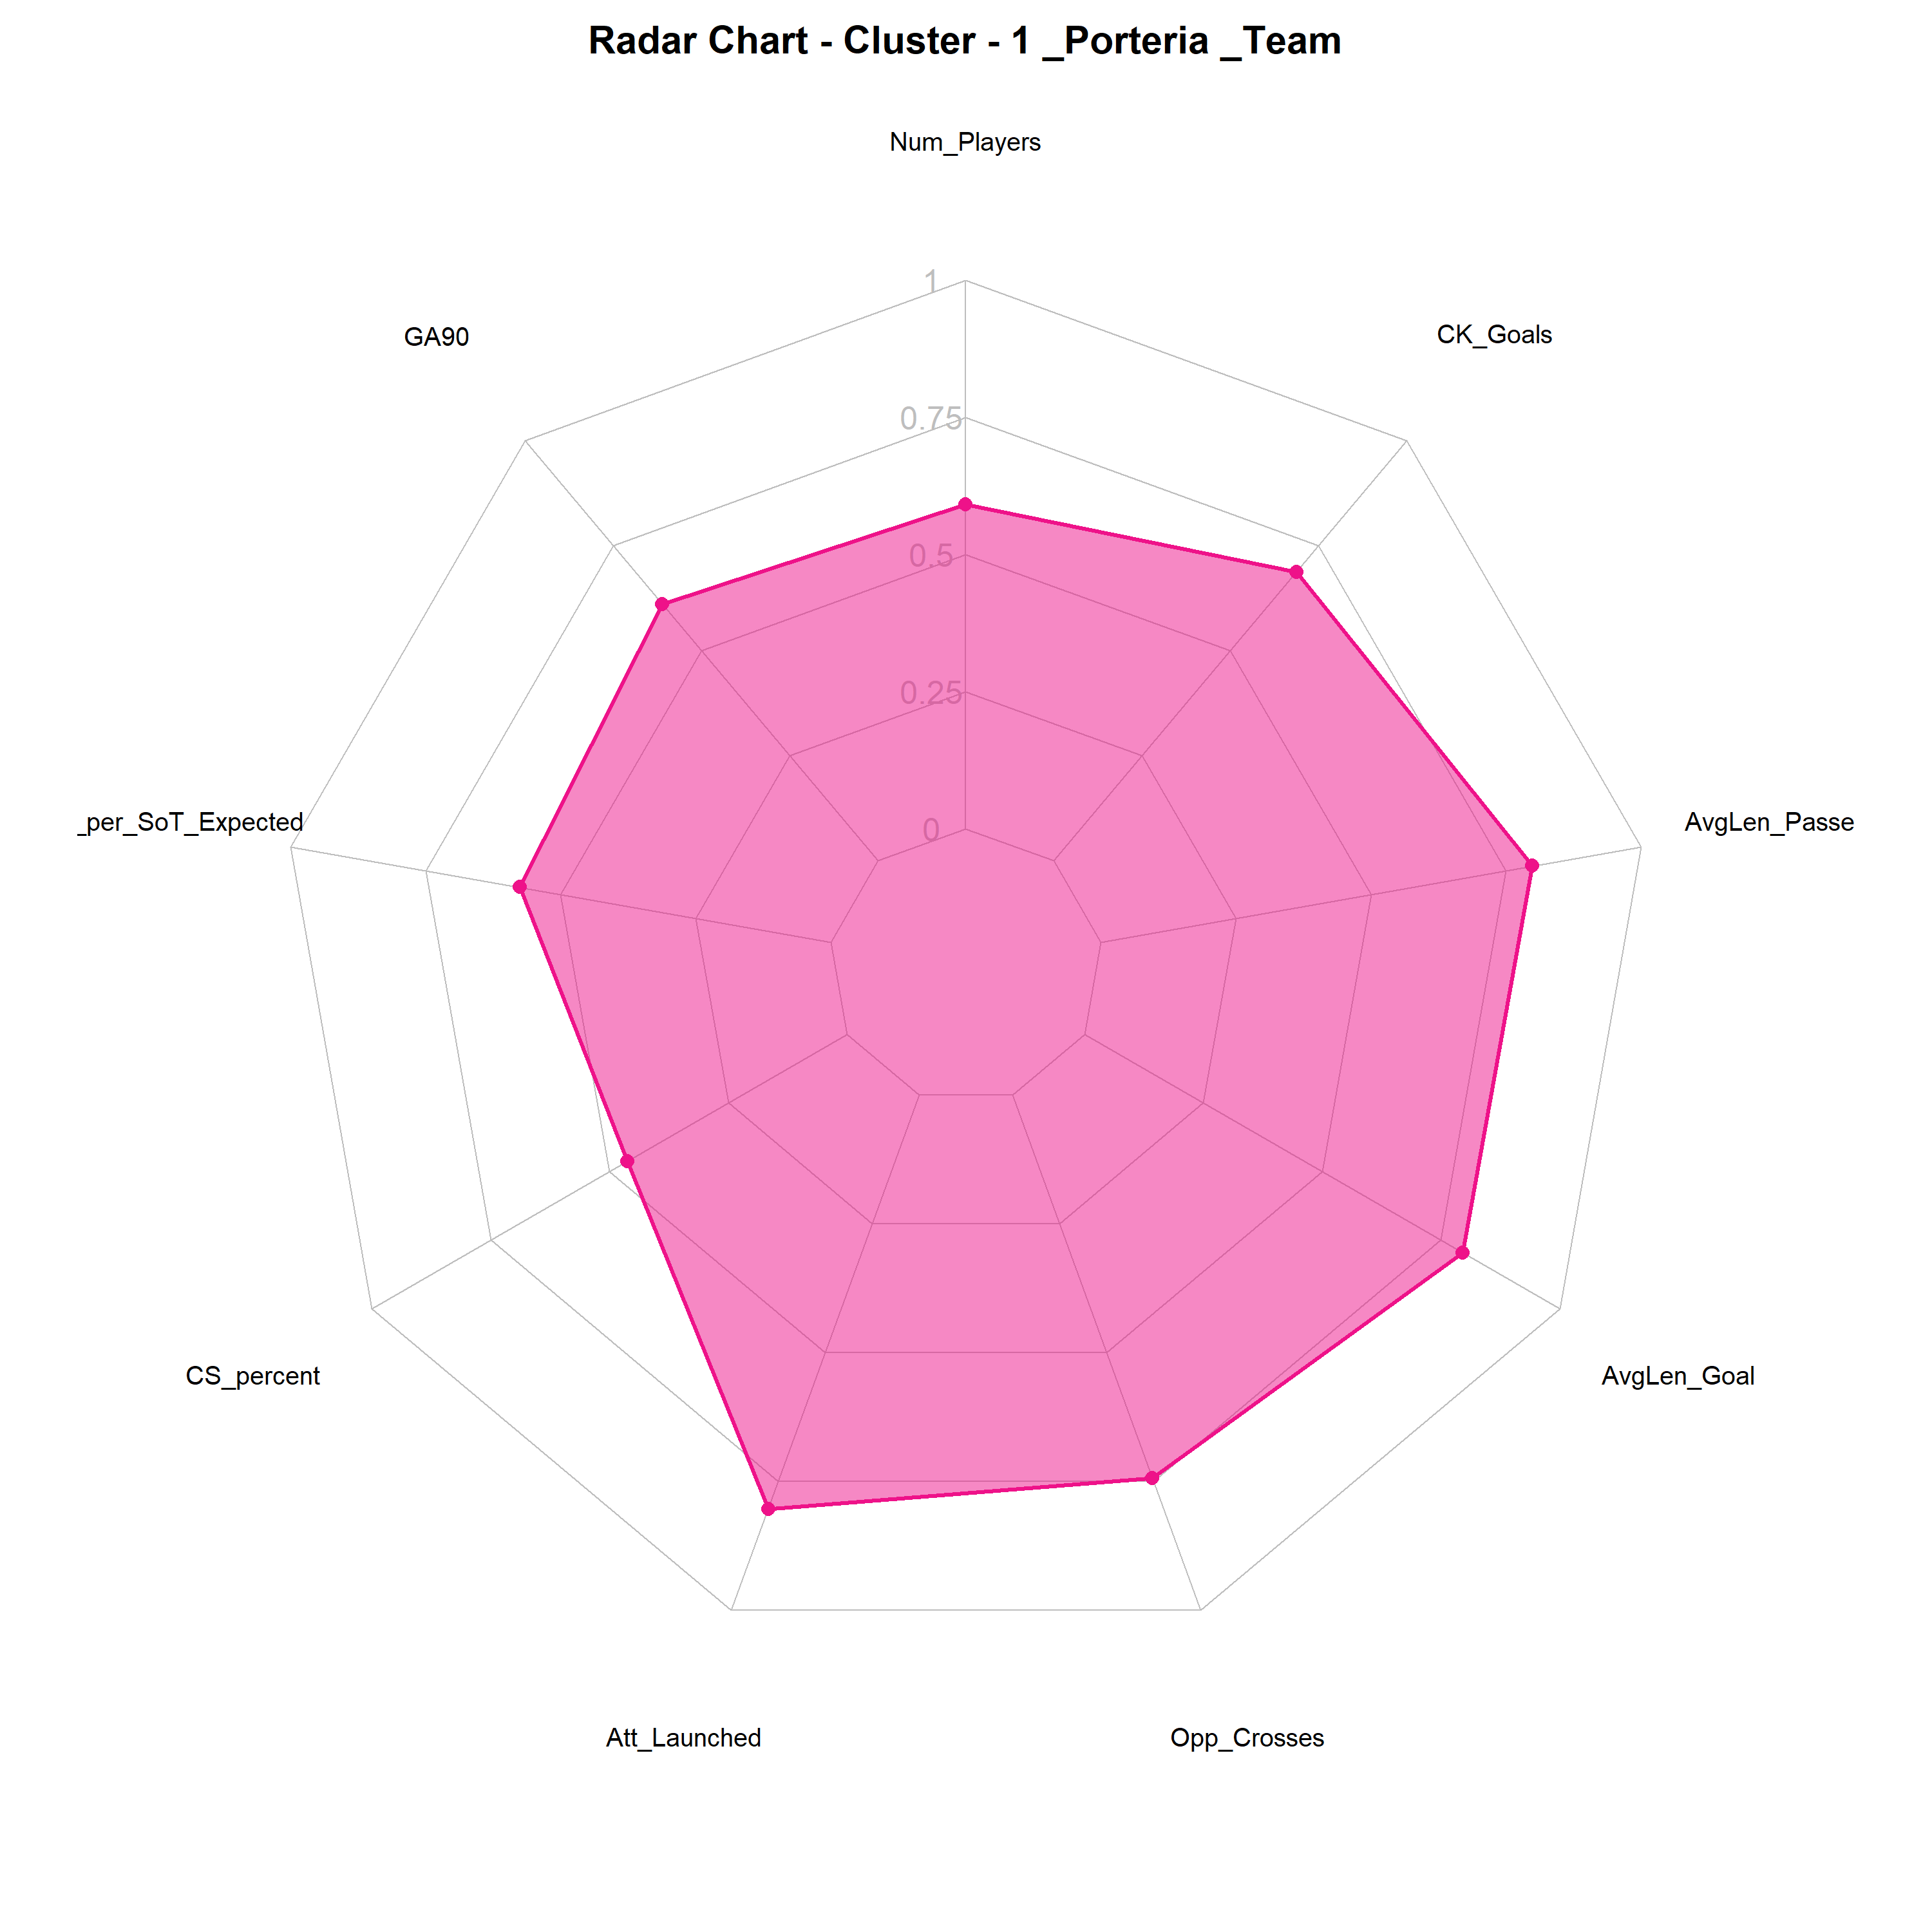 Radar Chart - Cluster - 1 _Porteria _Team
Num_Players
GA90
CK_Goals
1
0.75
0.5
0.25
0
_per_SoT_Expected
AvgLen_Passe
CS_percent
AvgLen_Goal
Att_Launched
Opp_Crosses